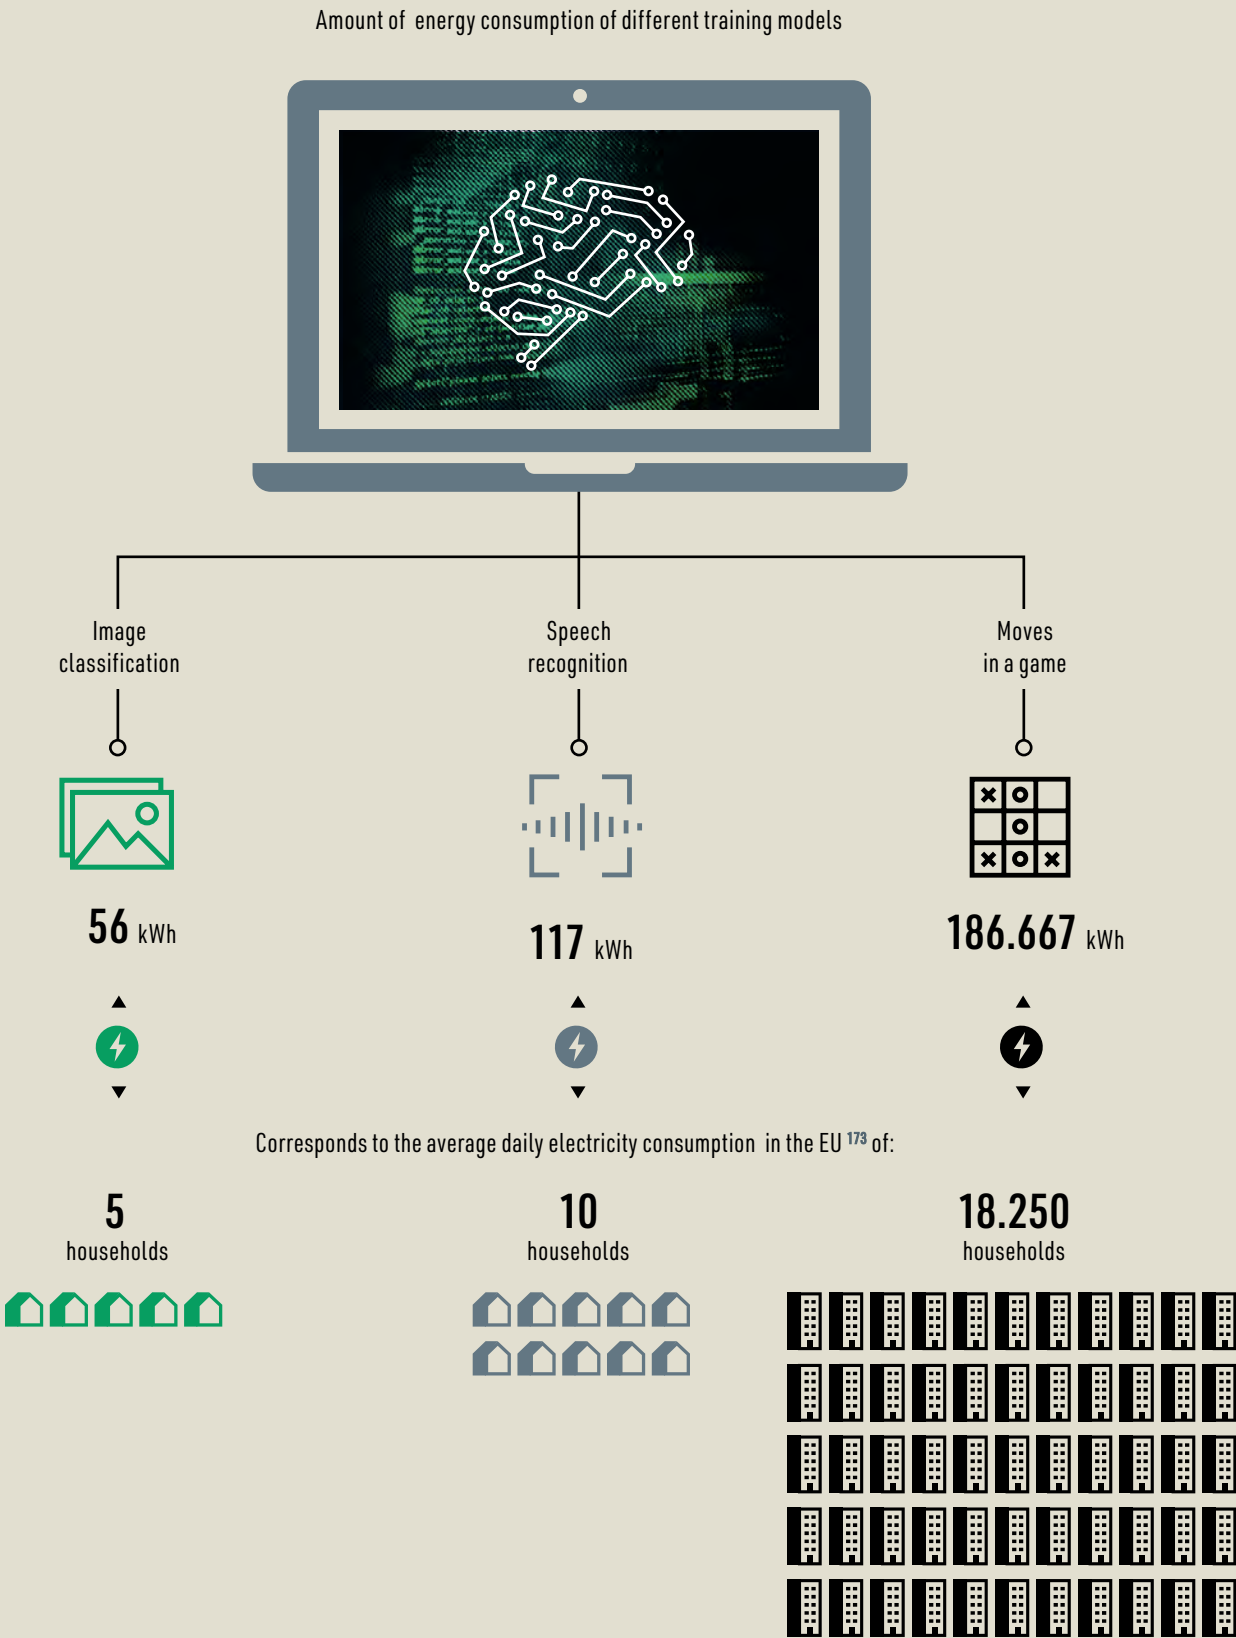 Amount of energy consumption of different training models
Image
classification
Speech
recognition
Moves
in a game
56 kWh
117 kWh
186.667 kWh
Corresponds to the average daily electricity consumption in the EU 173 of:
5
households
10
households
18.250
households